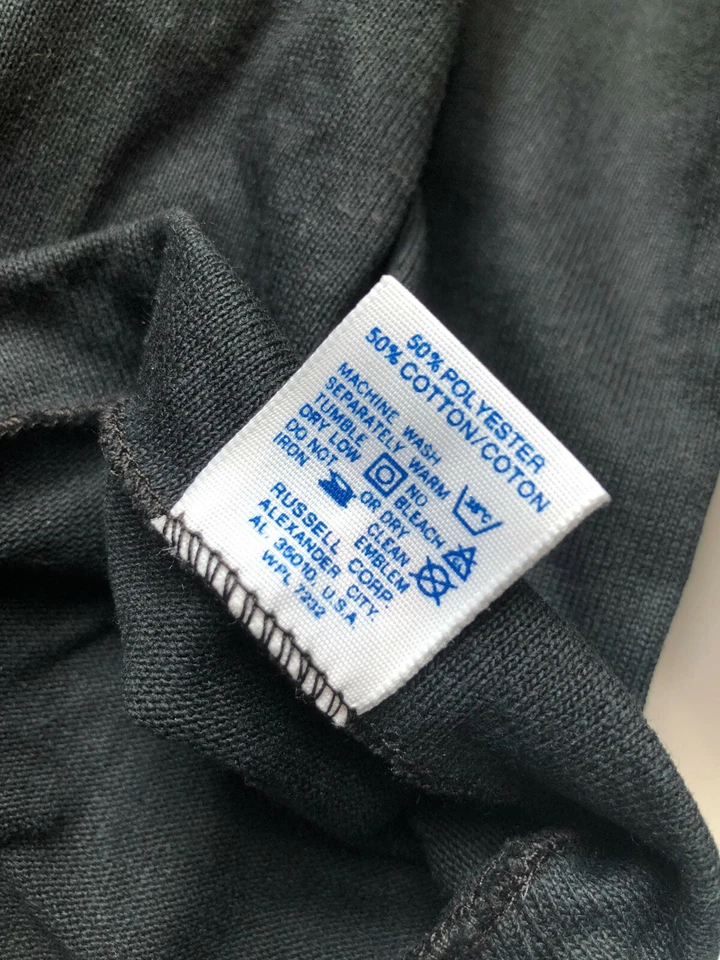 50% POLYESTER
50% COTTON/COTON
MACHINE WASH
SEPARATELY WARM
TUMBLE
DRY LOW NO
DO NOT BLEACH
IRON OR DRY
CLEAN
EMBLEM
RUSSELL CORP.
ALEXANDER CITY.
AL. 35010. U.S.A.
WPL 7232